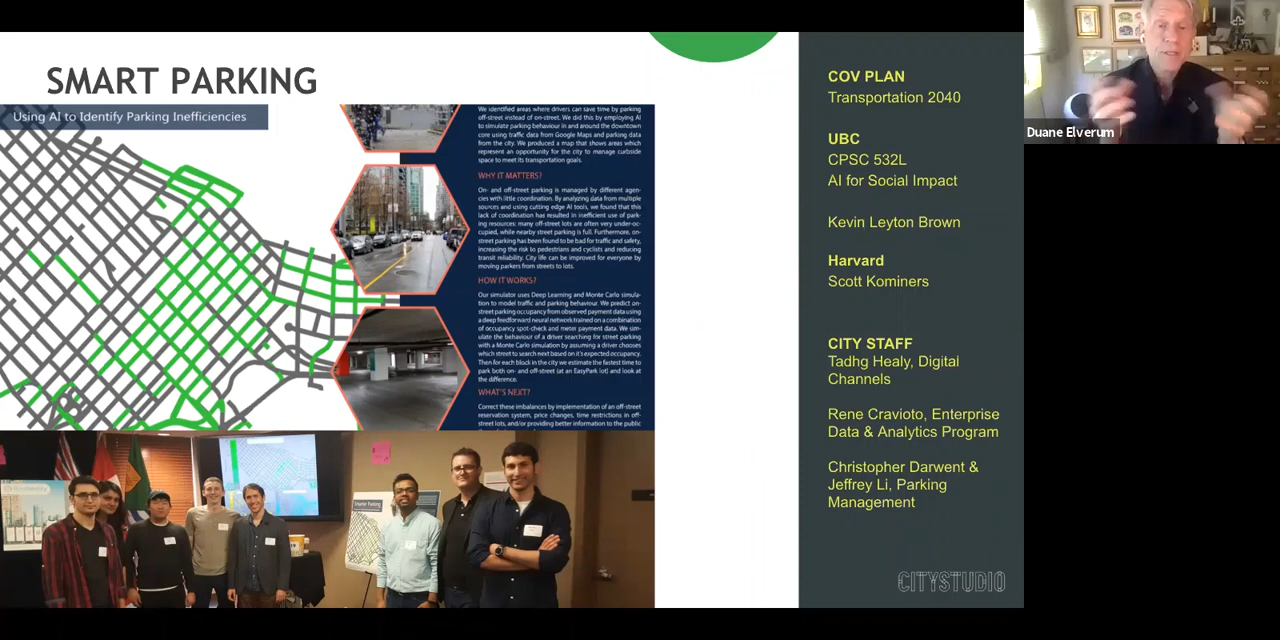 SMART PARKING
Using AI to Identify Parking Inefficiencies
We identified areas where drivers can save time by parking
off-street instead of on-street. We did this by employing AI
to simulate parking behaviour in and around the downtown
core using traffic data from Google Maps and parking data
from the city. We produced a map that shows areas which
represent an opportunity for the city to manage curbside
space to meet its transportation goals.
WHY IT MATTERS?
On- and off-street parking is managed by different agen-
cies with little coordination. By analyzing data from multiple
sources and using cutting edge AI tools, we found that this
lack of coordination has resulted in inefficient use of park-
ing resources: many off-street lots are often very under-oc-
cupied, while nearby street parking is full. Furthermore, on-
street parking has been found to be bad for traffic and safety,
increasing the risk to pedestrians and cyclists and reducing
transit reliability. City life can be improved for everyone by
moving parkers from streets to lots.
HOW IT WORKS?
Our simulator uses Deep Learning and Monte Carlo simula-
tion to model traffic and parking behaviour. We predict on-
street parking occupancy from observed payment data using
a deep feedforward neural network trained on a combination
of occupancy spot-check and meter payment data. We sim-
ulate the behaviour of a driver searching for street parking
with a Monte Carlo simulation by assuming a driver chooses
which street to search next based on it's expected occupancy.
Then for each block in the city we estimate the fastest time to
park both on- and off-street (at an EasyPark lot) and look at
the difference.
WHAT'S NEXT?
Correct these imbalances by implementation of an off-street
reservation system, price changes, time restrictions in off-
street lots, and/or providing better information to the public
Smarter Parking
COV PLAN
Transportation 2040
UBC
CPSC 532L
AI for Social Impact
Kevin Leyton Brown
Harvard
Scott Kominers
CITY STAFF
Tadhg Healy, Digital
Channels
Rene Cravioto, Enterprise
Data & Analytics Program
Christopher Darwent &
Jeffrey Li, Parking
Management
CITYSTUDIO
Duane Elverum